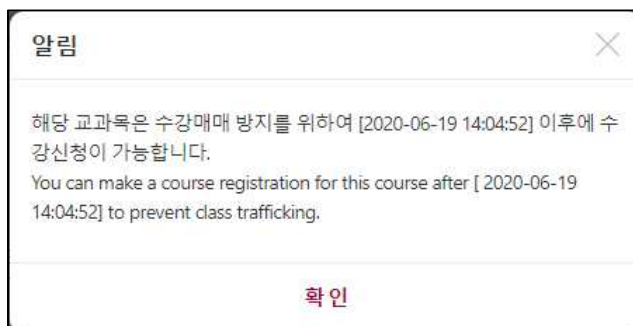 알림
해당 교과목은 수강매매 방지를 위하여 [2020-06-19 14:04:52] 이후에 수
강신청이 가능합니다.
You can make a course registration for this course after [ 2020-06-19
14:04:52] to prevent class trafficking.
확인